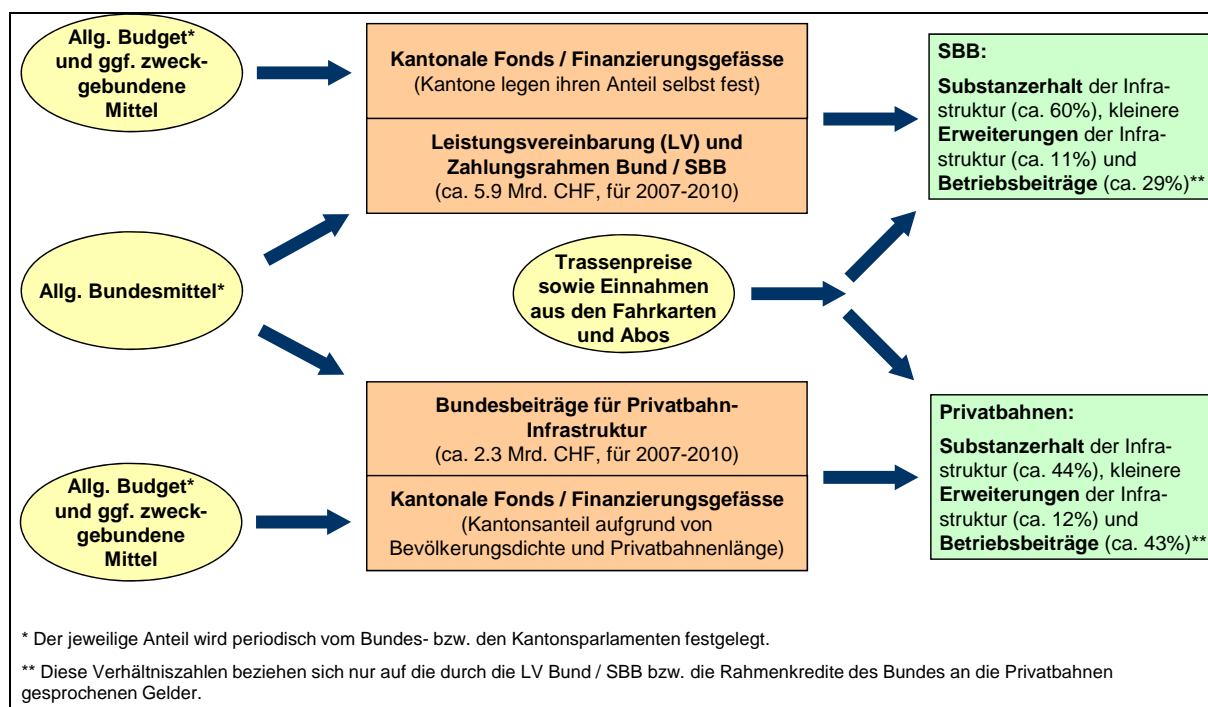 Allg. Budget*
und ggf. zweck-
gebundene
Mittel
Kantonale Fonds / Finanzierungsgefässe
(Kantone legen ihren Anteil selbst fest)
Leistungsvereinbarung (LV) und
Zahlungsrahmen Bund / SBB
(ca. 5.9 Mrd. CHF, für 2007-2010)
SBB:
Substanzerhalt der Infra-
struktur (ca. 60%), kleinere
Erweiterungen der Infra-
struktur (ca. 11%) und
Betriebsbeiträge (ca. 29%)**
Allg. Bundesmittel*
Trassenpreise
sowie Einnahmen
aus den Fahrkarten
und Abos
Allg. Budget*
und ggf. zweck-
gebundene
Mittel
Bundesbeiträge für Privatbahn-
Infrastruktur
(ca. 2.3 Mrd. CHF, für 2007-2010)
Kantonale Fonds / Finanzierungsgefässe
(Kantonsanteil aufgrund von
Bevölkerungsdichte und Privatbahnenlänge)
Privatbahnen:
Substanzerhalt der Infra-
struktur (ca. 44%), kleinere
Erweiterungen der Infra-
struktur (ca. 12%) und
Betriebsbeiträge (ca. 43%)**
* Der jeweilige Anteil wird periodisch vom Bundes- bzw. den Kantonsparlamenten festgelegt.
** Diese Verhältniszahlen beziehen sich nur auf die durch die LV Bund / SBB bzw. die Rahmenkredite des Bundes an die Privatbahnen
gesprochenen Gelder.